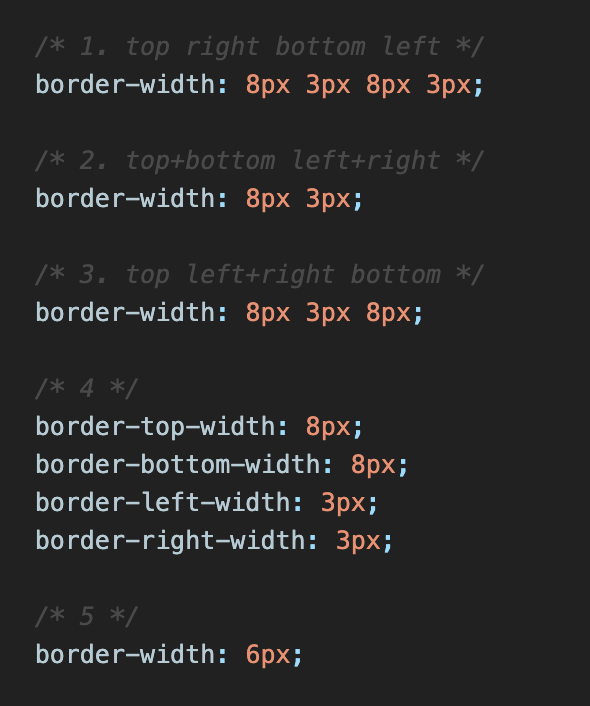 /* 1. top right bottom left */
border-width: 8px 3px 8px 3px;
/* 2. top+bottom left+right */
border-width: 8px 3px;
/* 3. top left+right bottom */
border-width: 8px 3px 8px;
/* 4 */
border-top-width: 8px;
border-bottom-width: 8px;
border-left-width: 3px;
border-right-width: 3px;
/* 5 */
border-width: 6px;